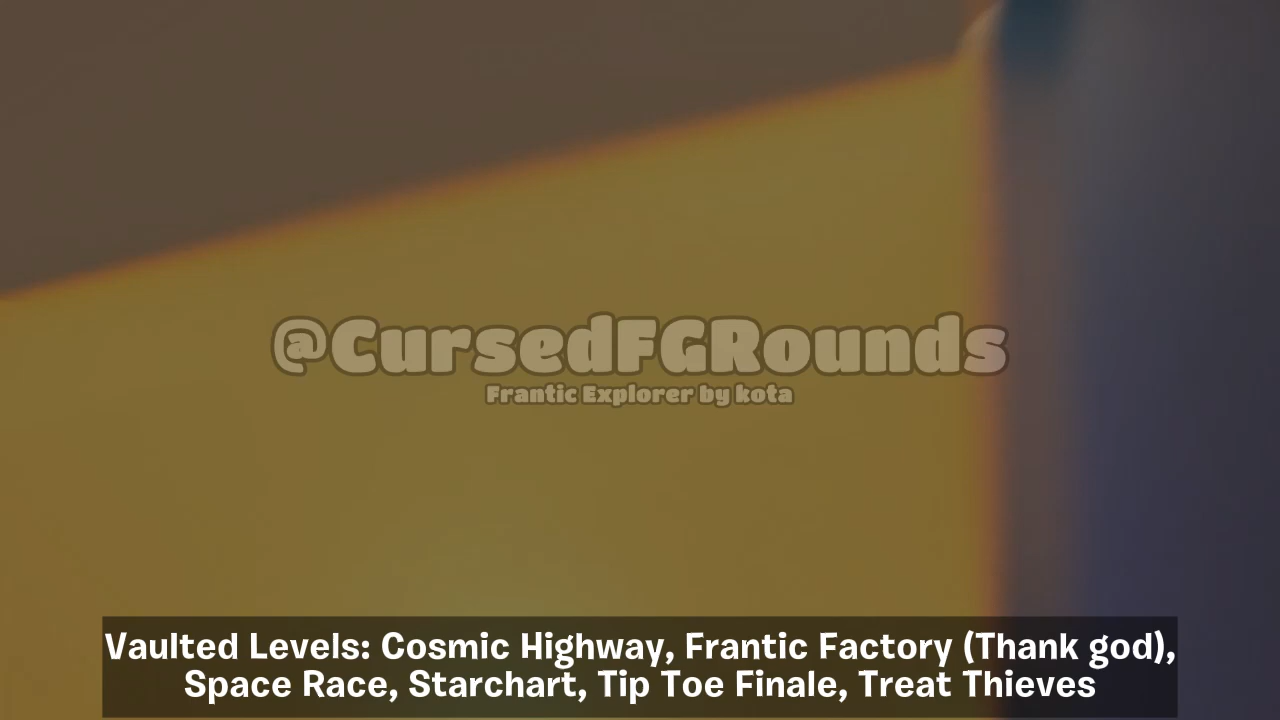 @CursedFGRounds
Frantic Explorer by kota
Vaulted Levels: Cosmic Highway, Frantic Factory (Thank god),
Space Race, Starchart, Tip Toe Finale, Treat Thieves